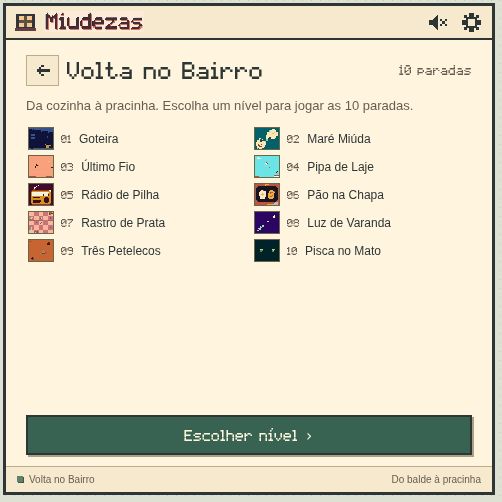 Miudezas
Volta no Bairro
10 paradas
Da cozinha à pracinha. Escolha um nível para jogar as 10 paradas.
01 Goteira
02 Maré Miúda
03 Último Fio
04 Pipa de Laje
05 Rádio de Pilha
06 Pão na Chapa
07 Rastro de Prata
08 Luz de Varanda
09 Três Petelecos
10 Pisca no Mato
Escolher nível ›
Volta no Bairro
Do balde à pracinha